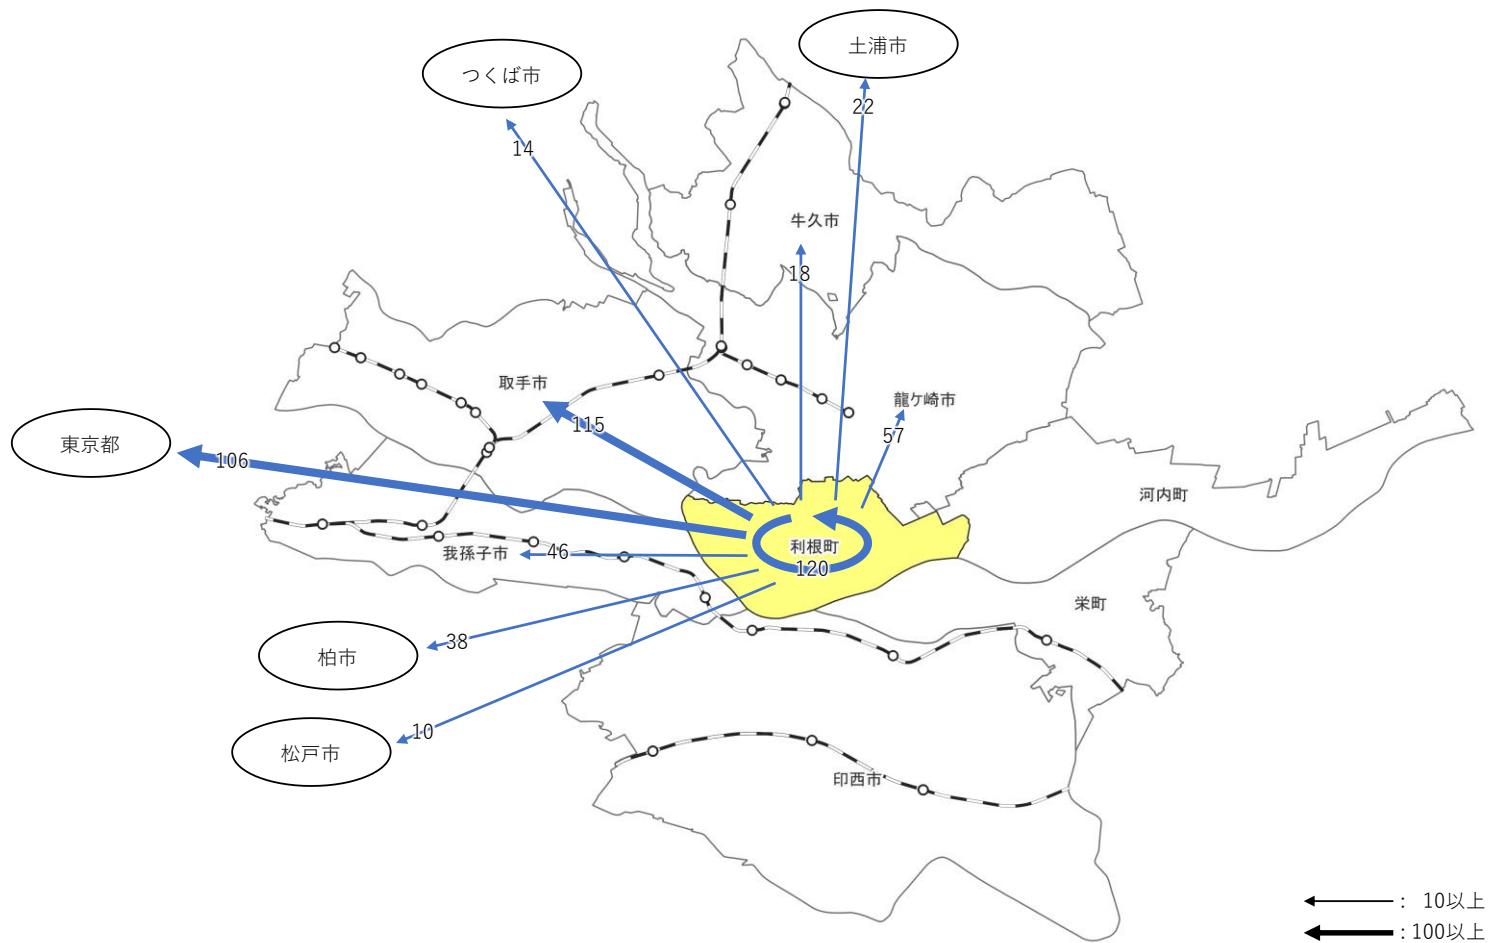 土浦市
つくば市
22
14
牛久市
18
取手市
龍ケ崎市
115
57
東京都
106
河内町
利根町
我孫子市
46
120
栄町
38
柏市
10
松戸市
印西市
： 10以上
：100以上